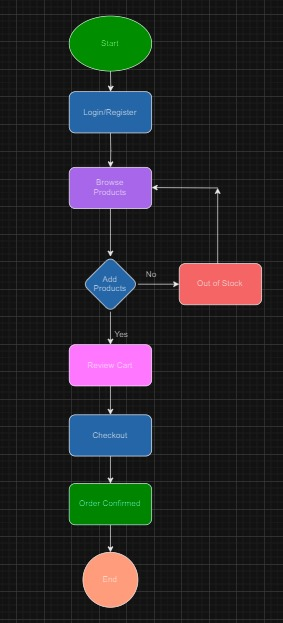 Start
Login/Register
Browse
Products
Add
Products
No
Out of Stock
Yes
Review Cart
Checkout
Order Confirmed
End